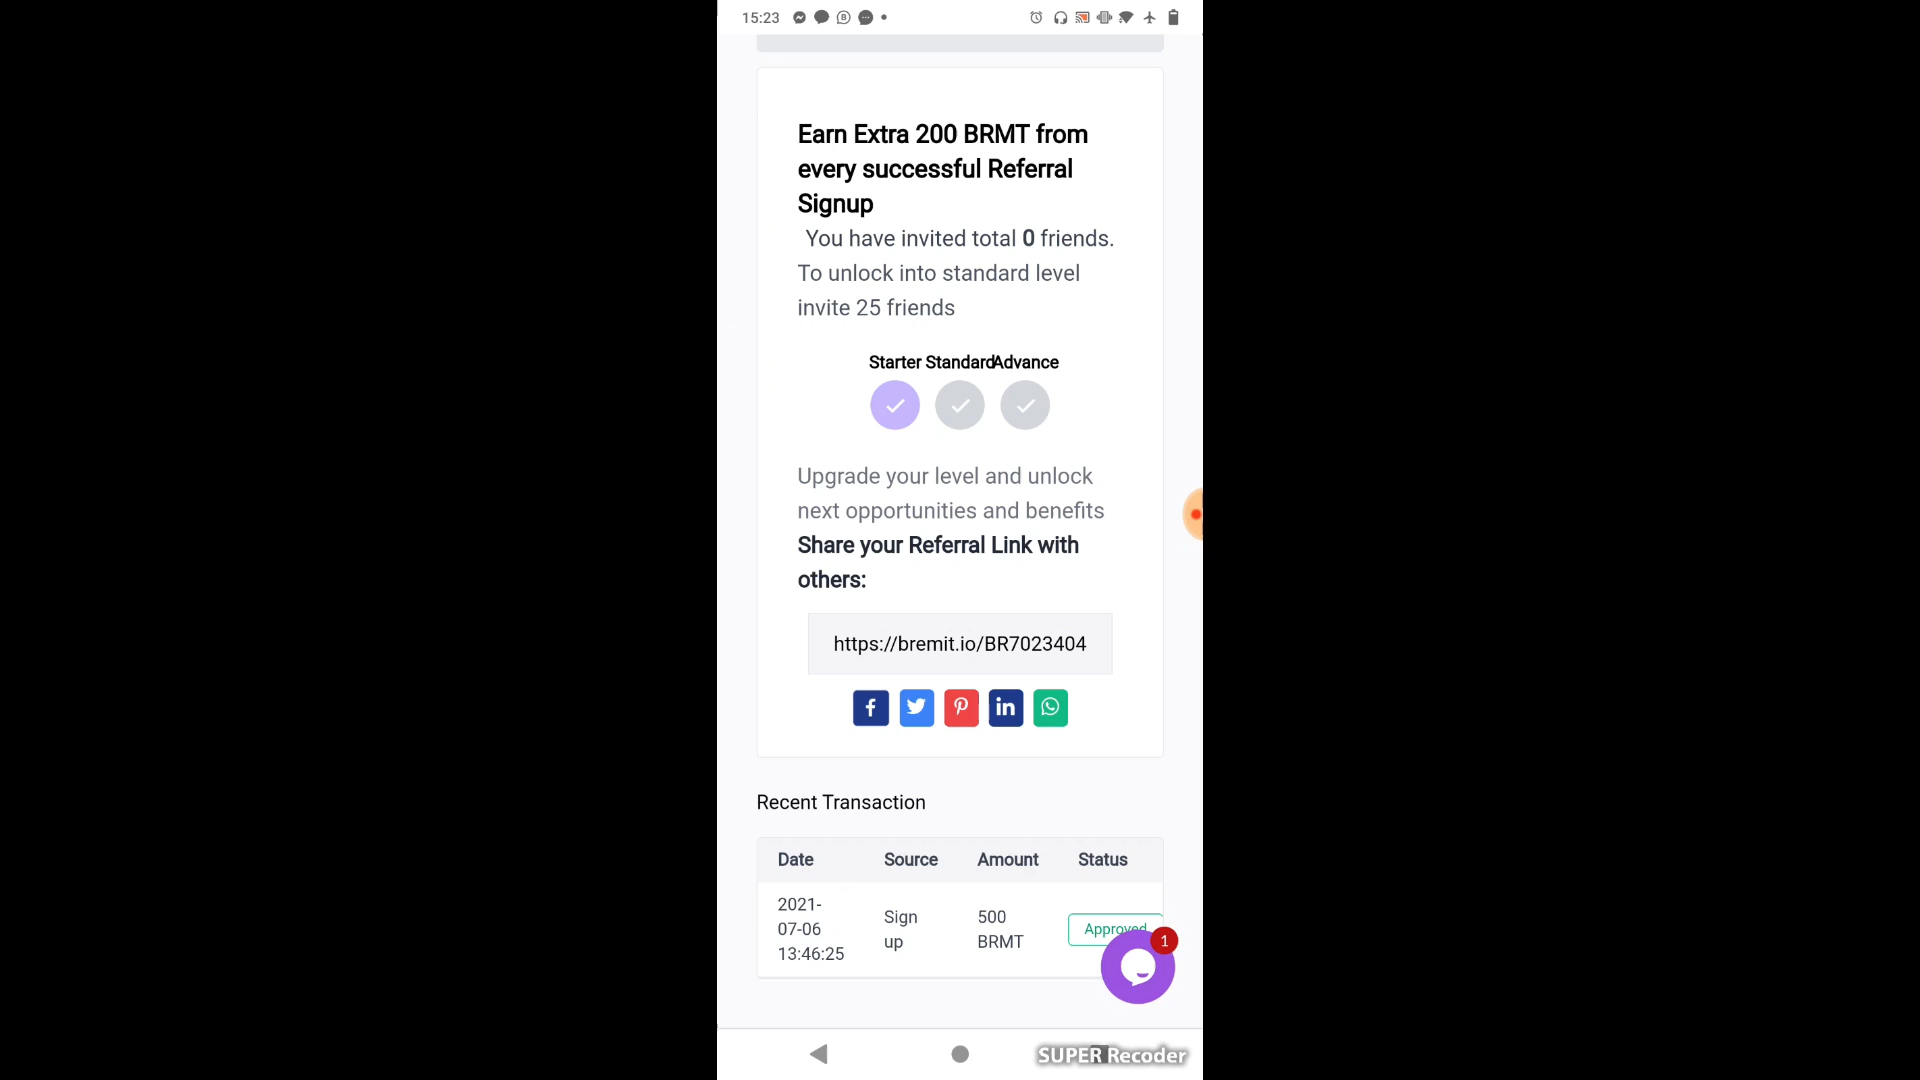 15:23
Earn Extra 200 BRMT from
every successful Referral
Signup
You have invited total 0 friends.
To unlock into standard level
invite 25 friends
Starter Standard Advance
Upgrade your level and unlock
next opportunities and benefits
Share your Referral Link with
others:
https://bremit.io/BR7023404
Recent Transaction
Date Source Amount Status
2021-
07-06
13:46:25
Sign
up
500
BRMT
Approved
1
SUPER Recoder